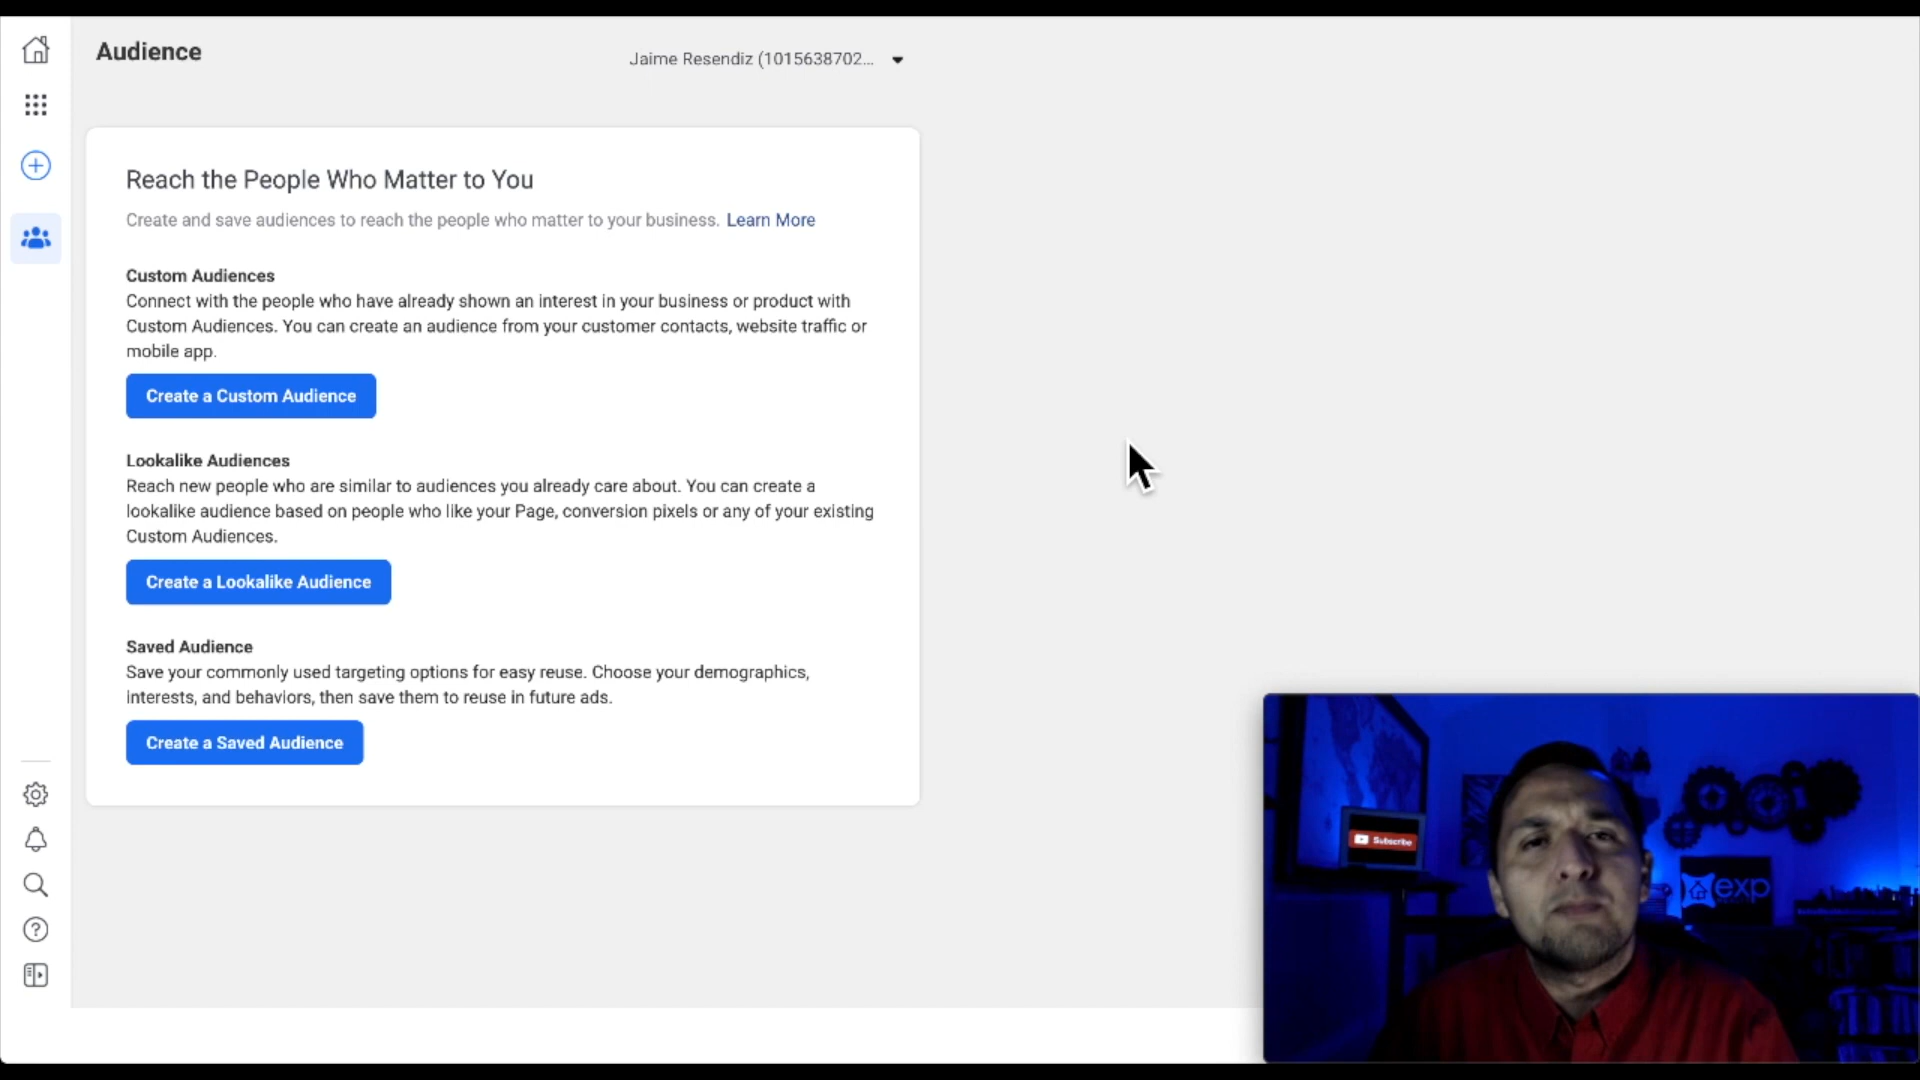 Audience
Jaime Resendiz (1015638702...
Reach the People Who Matter to You
Create and save audiences to reach the people who matter to your business. Learn More
Custom Audiences
Connect with the people who have already shown an interest in your business or product with
Custom Audiences. You can create an audience from your customer contacts, website traffic or
mobile app.
Create a Custom Audience
Lookalike Audiences
Reach new people who are similar to audiences you already care about. You can create a
lookalike audience based on people who like your Page, conversion pixels or any of your existing
Custom Audiences.
Create a Lookalike Audience
Saved Audience
Save your commonly used targeting options for easy reuse. Choose your demographics,
interests, and behaviors, then save them to reuse in future ads.
Create a Saved Audience
Subscribe
exp